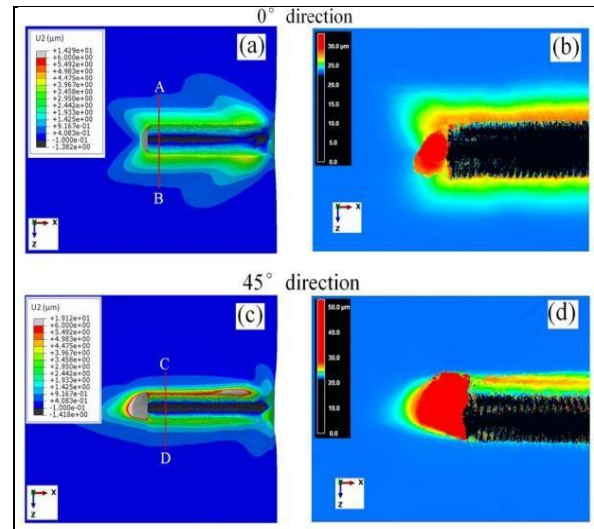 0° direction
U2 (µm)
+1.429e+01
+6.000e+00
+5.492e+00
+4.983e+00
+4.475e+00
+3.967e+00
+3.458e+00
+2.950e+00
+2.442e+00
+1.933e+00
+1.425e+00
+9.167e-01
+4.083e-01
-1.000e-01
-1.382e+00
(a)
A
B
X
Z
30.0 µm
25.0
20.0
15.0
10.0
5.0
0.0
(b)
X
Z
45° direction
U2 (µm)
+1.912e+01
+6.000e+00
+5.492e+00
+4.983e+00
+4.475e+00
+3.967e+00
+3.458e+00
+2.950e+00
+2.442e+00
+1.933e+00
+1.425e+00
+9.167e-01
+4.083e-01
-1.000e-01
-1.418e+00
(c)
C
D
X
Z
50.0 µm
40.0
30.0
20.0
10.0
0.0
(d)
X
Z